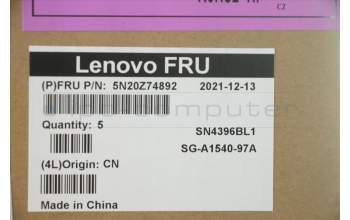 C2
Lenovo FRU
(P)FRU P/N: 5N20Z74892 2021-12-13
Quantity: 5
SN4396BL1
SG-A1540-97A
(4L)Origin: CN
Made in China